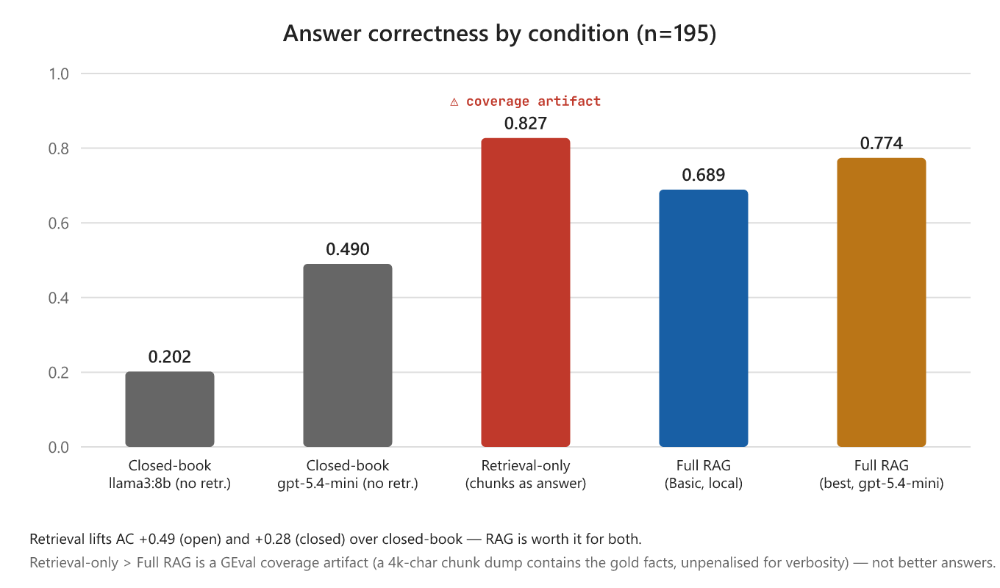 Answer correctness by condition (n=195)
1.0
⚠ coverage artifact
0.827
0.8
0.774
0.689
0.6
0.490
0.4
0.202
0.2
0.0
Closed-book
llama3:8b (no retr.)
Closed-book
gpt-5.4-mini (no retr.)
Retrieval-only
(chunks as answer)
Full RAG
(Basic, local)
Full RAG
(best, gpt-5.4-mini)
Retrieval lifts AC +0.49 (open) and +0.28 (closed) over closed-book — RAG is worth it for both.
Retrieval-only > Full RAG is a GEval coverage artifact (a 4k-char chunk dump contains the gold facts, unpenalised for verbosity) — not better answers.